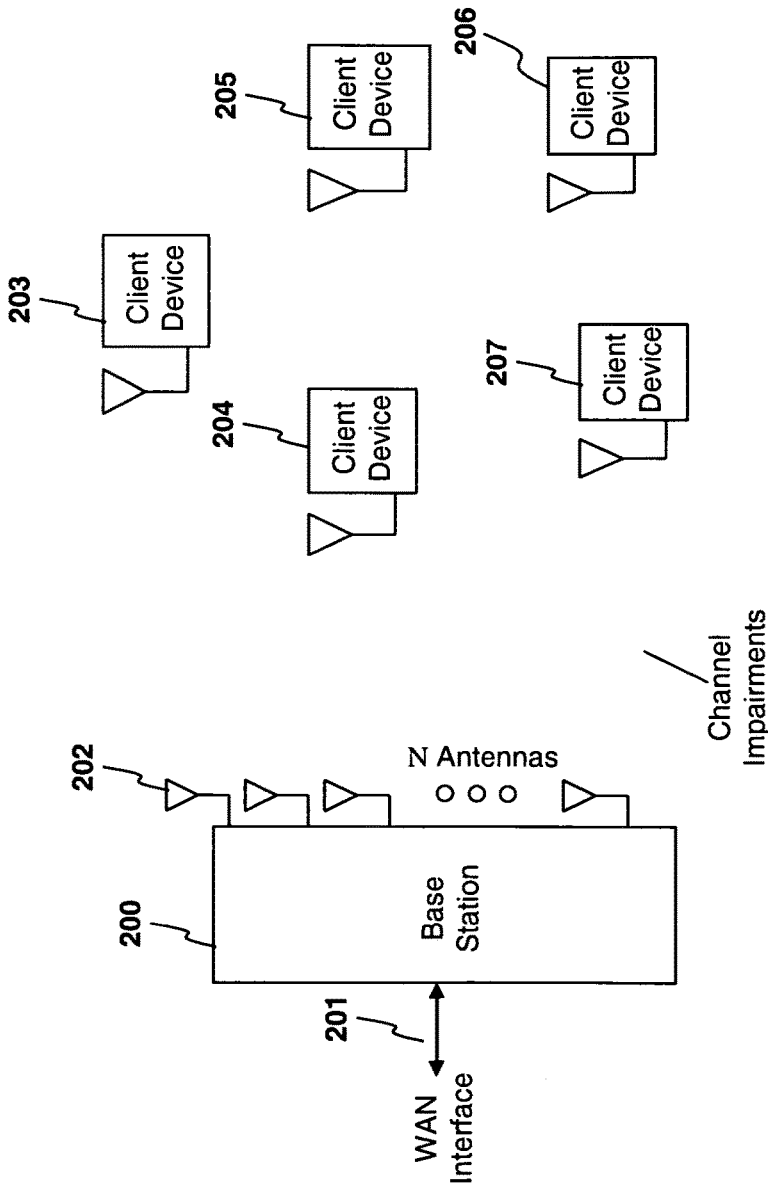 203
Client
Device
205
Client
Device
204
Client
Device
206
Client
Device
207
Client
Device
202
N Antennas
200
Base
Station
201
WAN
Interface
Channel
Impairments